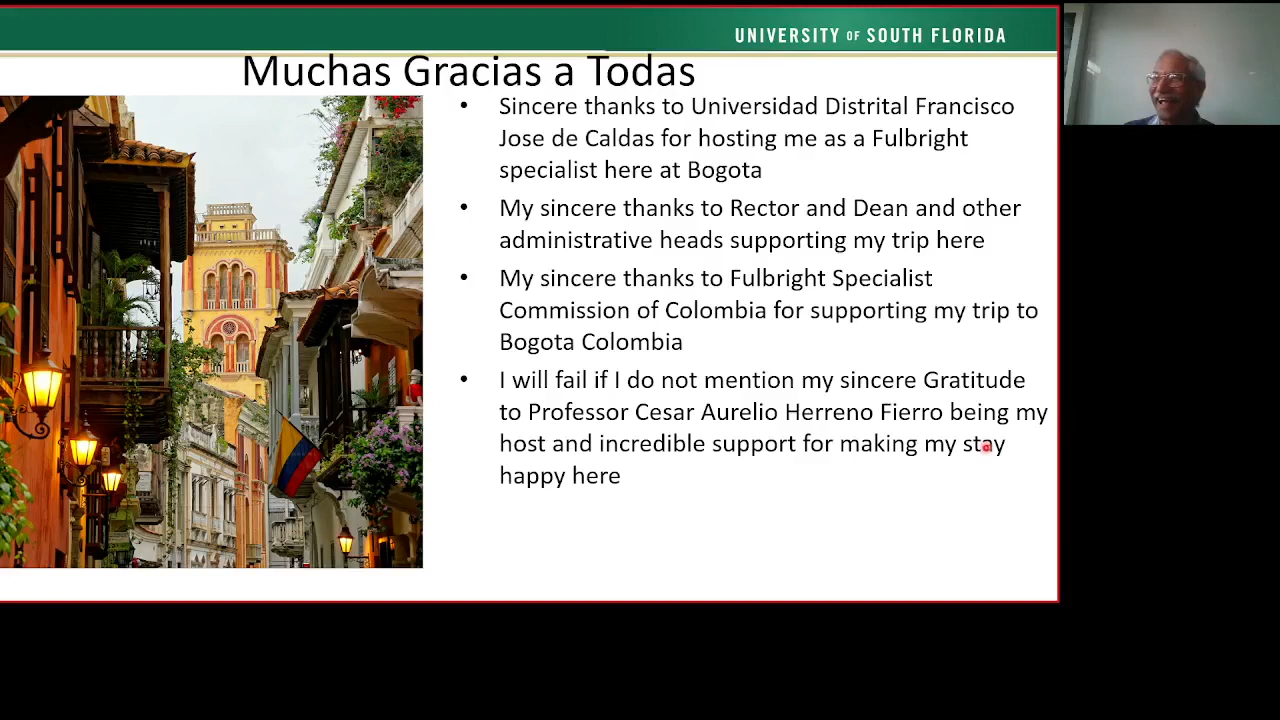 UNIVERSITY OF SOUTH FLORIDA
Muchas Gracias a Todas
• Sincere thanks to Universidad Distrital Francisco
Jose de Caldas for hosting me as a Fulbright
specialist here at Bogota
• My sincere thanks to Rector and Dean and other
administrative heads supporting my trip here
• My sincere thanks to Fulbright Specialist
Commission of Colombia for supporting my trip to
Bogota Colombia
• I will fail if I do not mention my sincere Gratitude
to Professor Cesar Aurelio Herreno Fierro being my
host and incredible support for making my stay
happy here